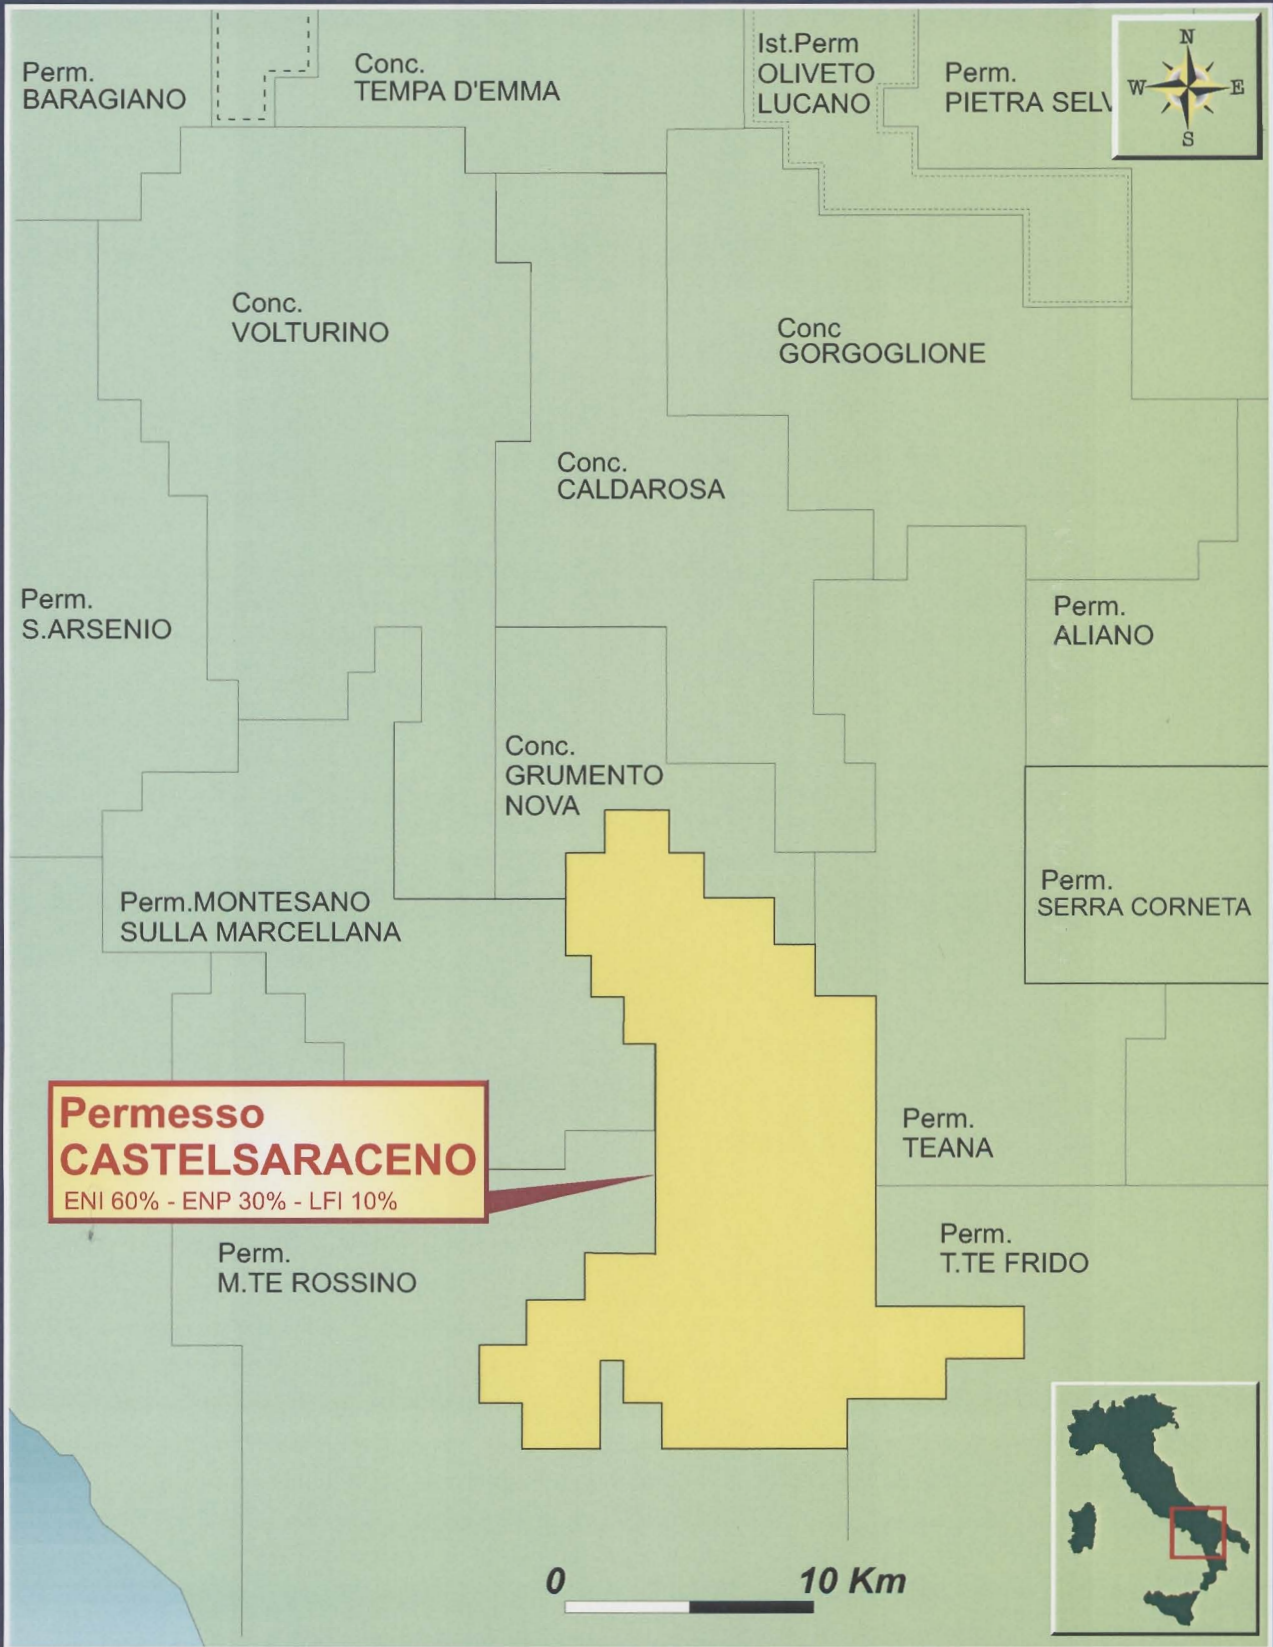 Perm.
BARAGIANO
Conc.
TEMPA D'EMMA
Ist.Perm
OLIVETO
LUCANO
Perm.
PIETRA SELV
N
W E
S
Conc.
VOLTURINO
Conc
GORGOGLIONE
Conc.
CALDAROSA
Perm.
S.ARSENIO
Perm.
ALIANO
Conc.
GRUMENTO
NOVA
Perm.MONTESANO
SULLA MARCELLANA
Perm.
SERRA CORNETA
Permesso
CASTELSARACENO
ENI 60% - ENP 30% - LFI 10%
Perm.
TEANA
Perm.
M.TE ROSSINO
Perm.
T.TE FRIDO
0 10 Km